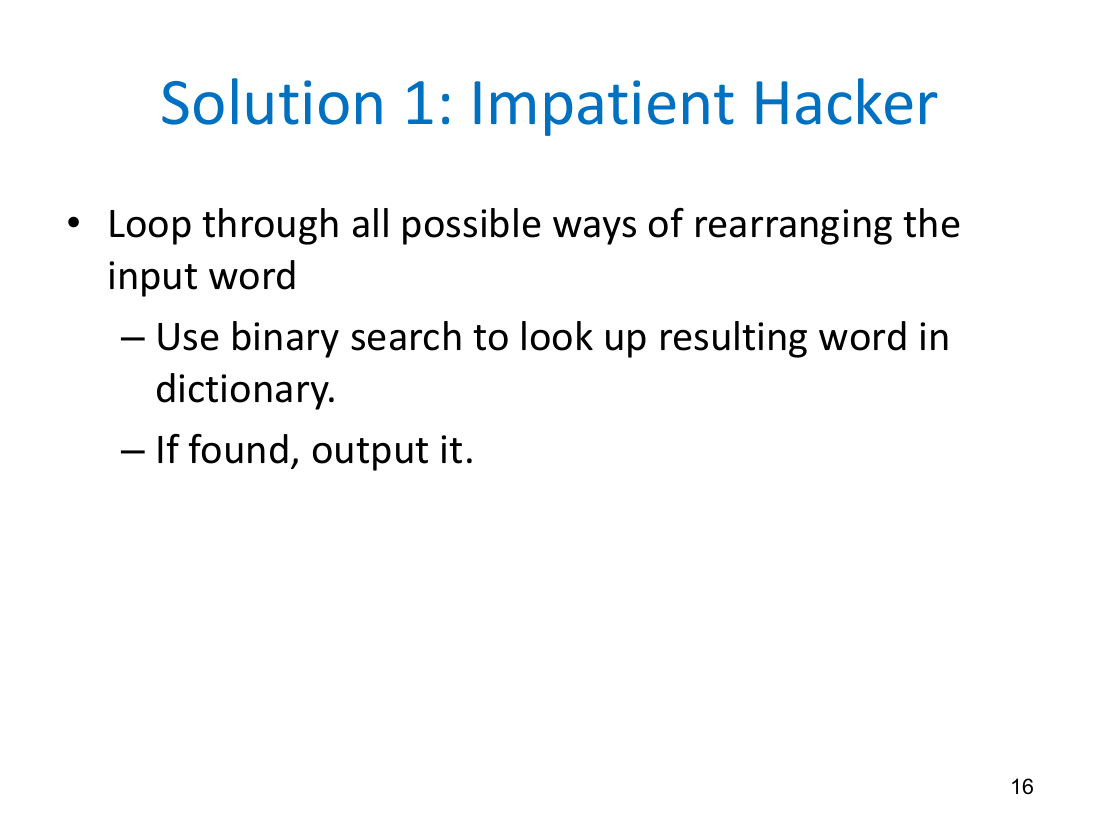 Solution 1: Impatient Hacker
• Loop through all possible ways of rearranging the
input word
– Use binary search to look up resulting word in
dictionary.
– If found, output it.
16